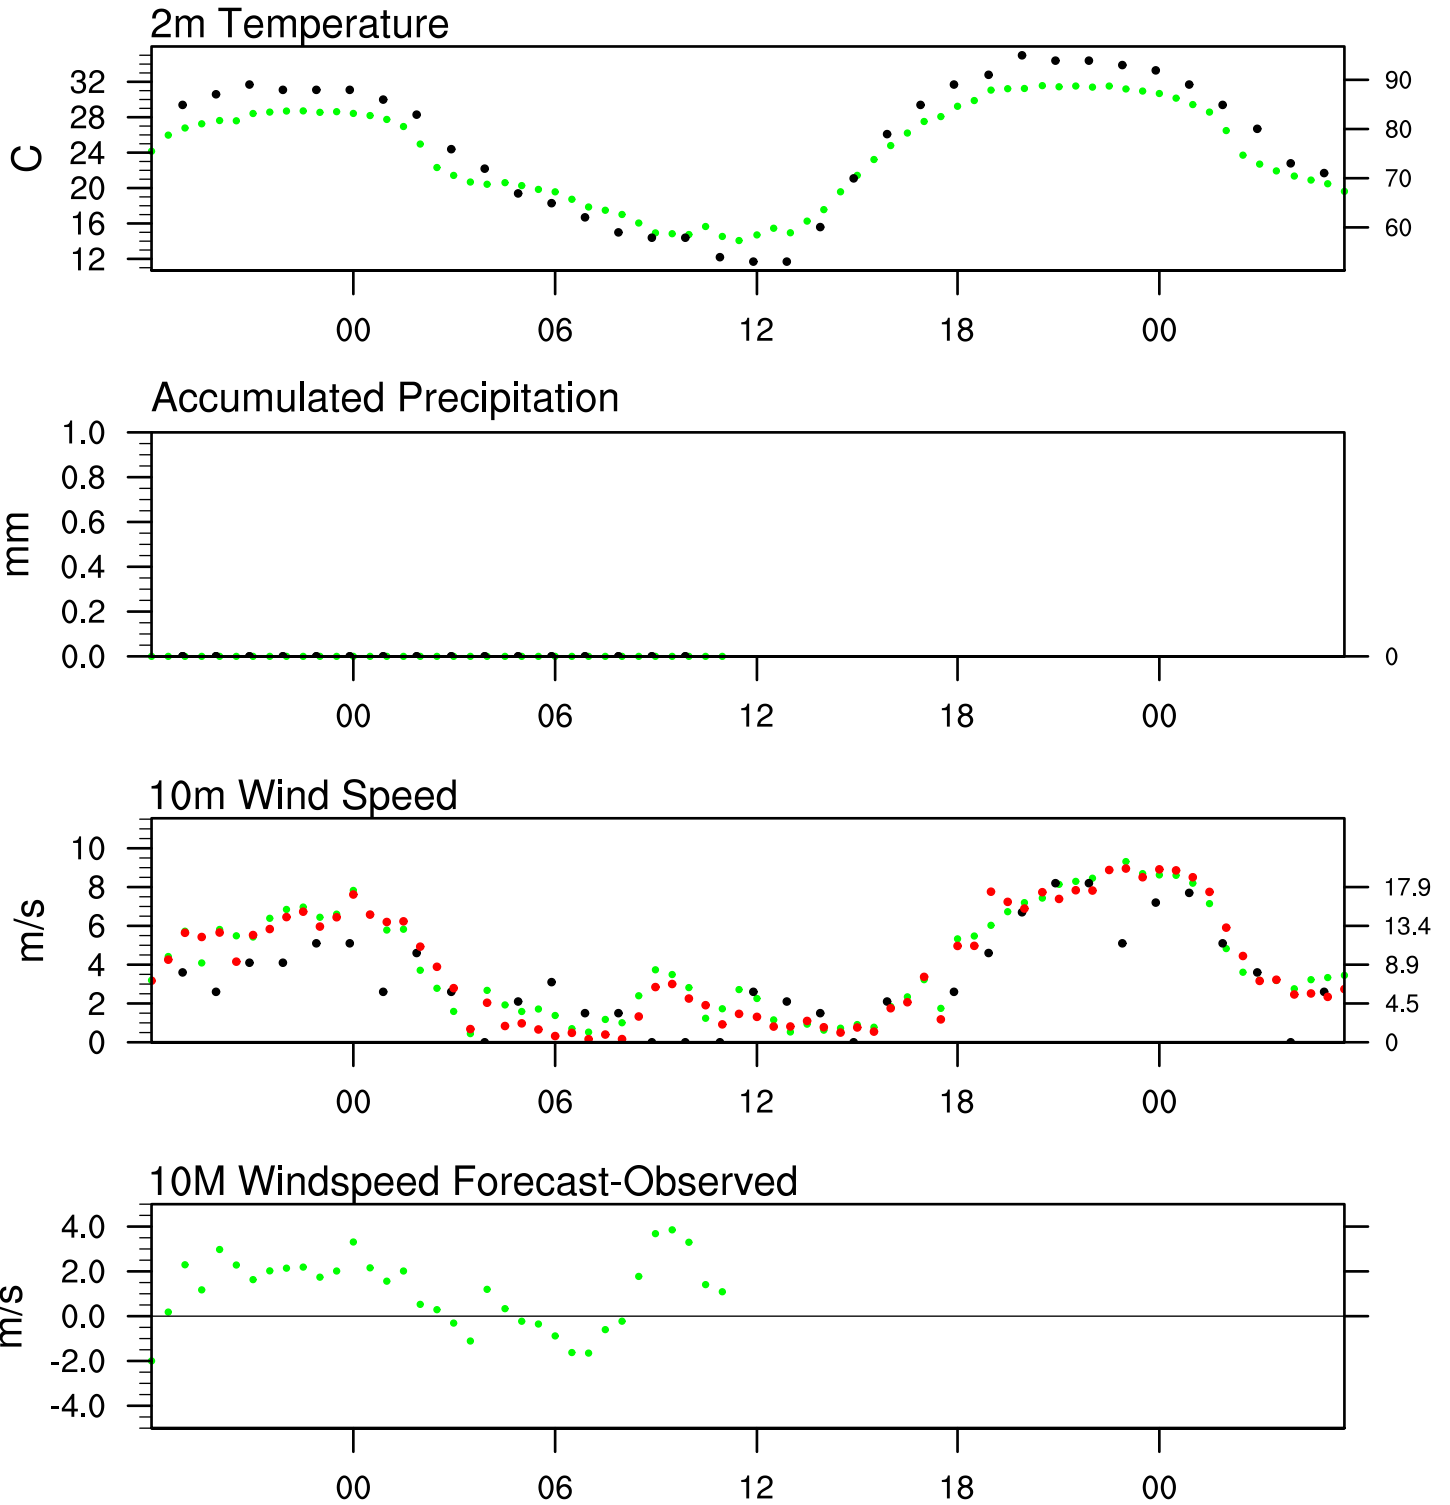 2m Temperature
C
32
28
24
20
16
12
90
80
70
60
00 06 12 18 00
Accumulated Precipitation
mm
1.0
0.8
0.6
0.4
0.2
0.0
0
00 06 12 18 00
10m Wind Speed
m/s
10
8
6
4
2
0
17.9
13.4
8.9
4.5
0
00 06 12 18 00
10M Windspeed Forecast-Observed
m/s
4.0
2.0
0.0
-2.0
-4.0
00 06 12 18 00